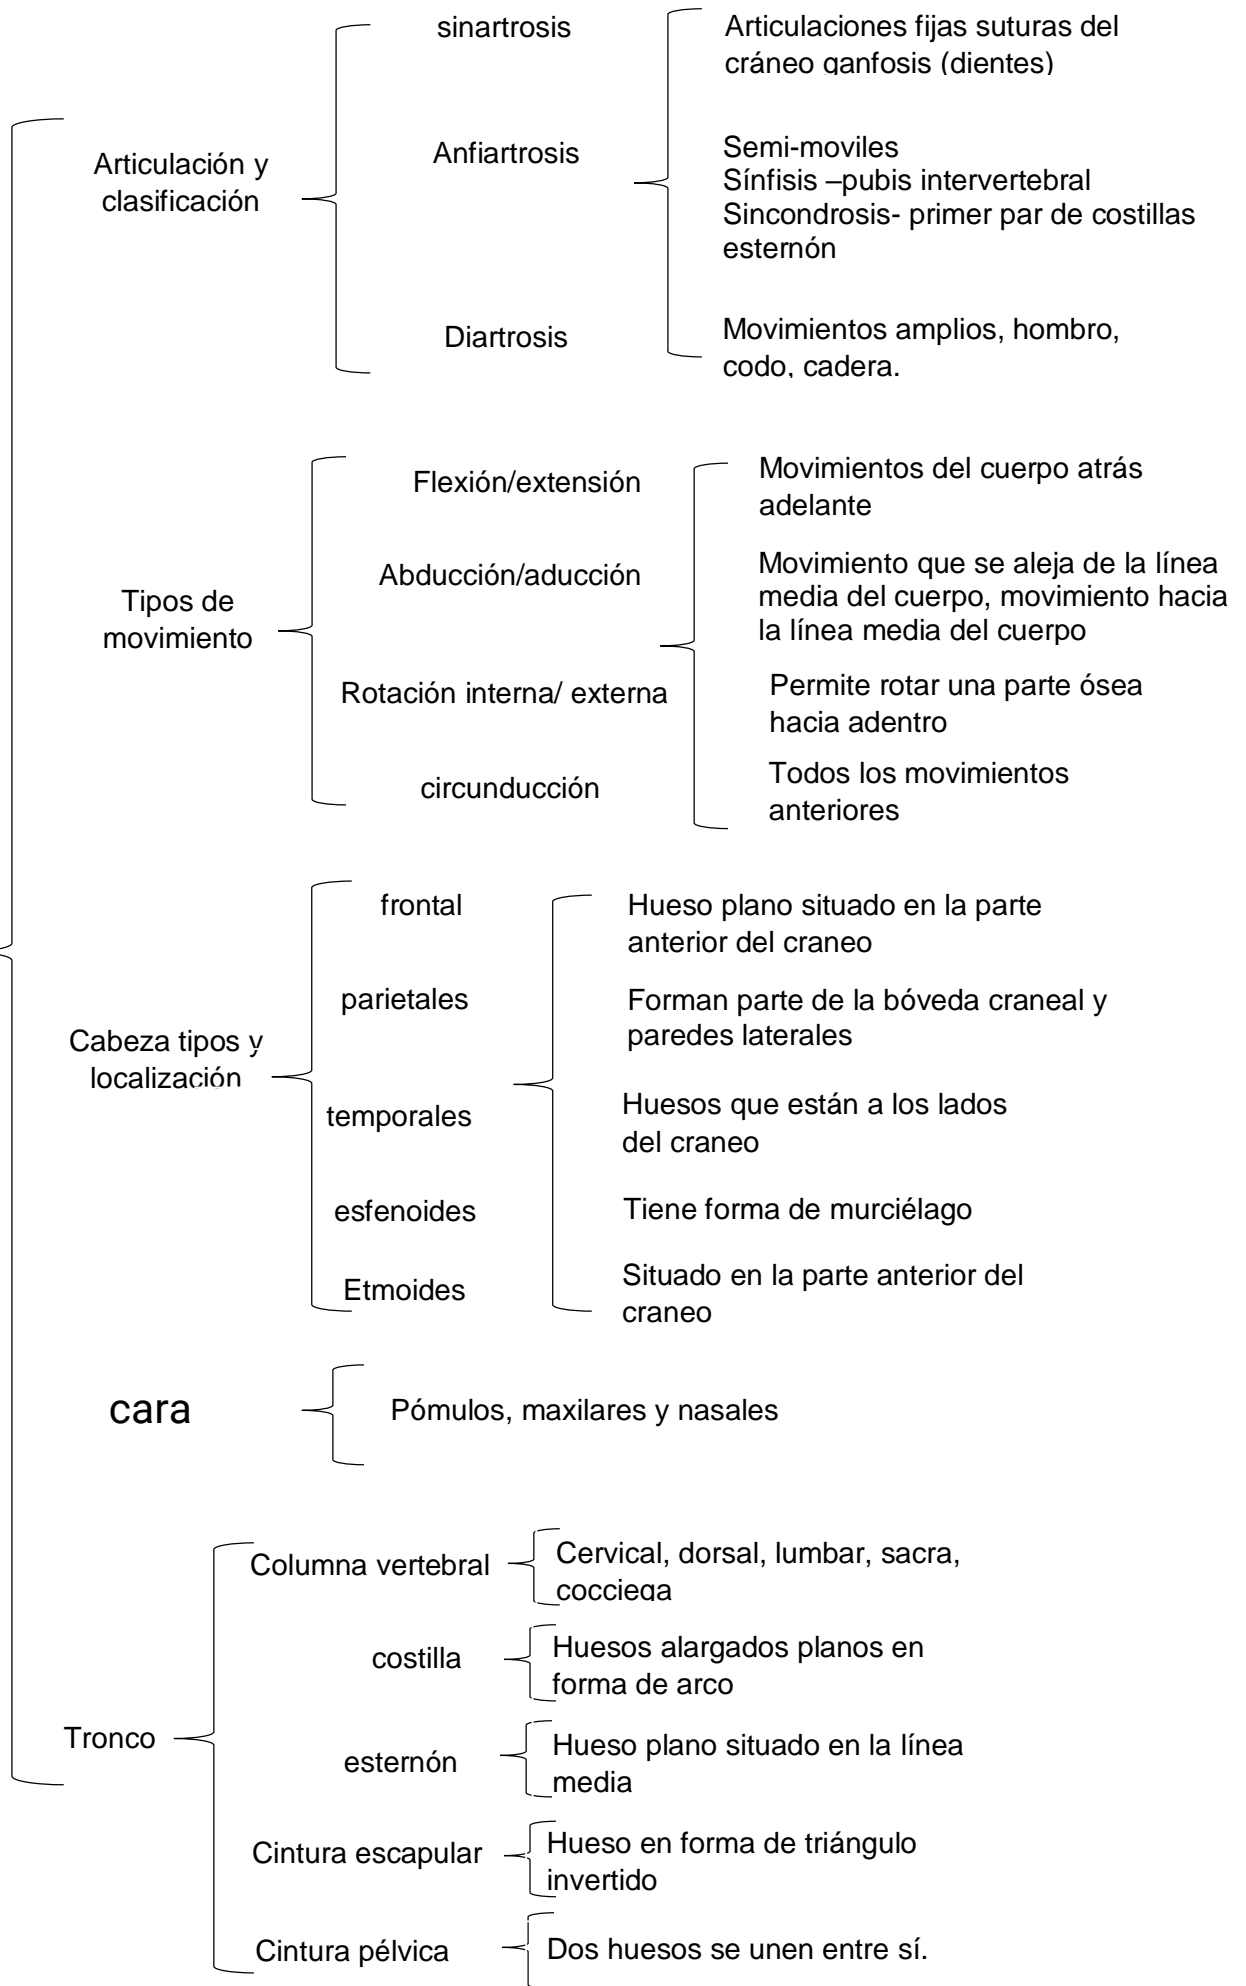 Articulación y
clasificación
sinartrosis
Articulaciones fijas suturas del
cráneo ganfosis (dientes)
Anfiartrosis
Semi-moviles
Sínfisis –pubis intervertebral
Sincondrosis- primer par de costillas
esternón
Diartrosis
Movimientos amplios, hombro,
codo, cadera.
Tipos de
movimiento
Flexión/extensión
Movimientos del cuerpo atrás
adelante
Abducción/aducción
Movimiento que se aleja de la línea
media del cuerpo, movimiento hacia
la línea media del cuerpo
Rotación interna/ externa
Permite rotar una parte ósea
hacia adentro
circunducción
Todos los movimientos
anteriores
Cabeza tipos y
localización
frontal
Hueso plano situado en la parte
anterior del craneo
parietales
Forman parte de la bóveda craneal y
paredes laterales
temporales
Huesos que están a los lados
del craneo
esfenoides
Tiene forma de murciélago
Etmoides
Situado en la parte anterior del
craneo
cara
Pómulos, maxilares y nasales
Tronco
Columna vertebral
Cervical, dorsal, lumbar, sacra,
cocciega
costilla
Huesos alargados planos en
forma de arco
esternón
Hueso plano situado en la línea
media
Cintura escapular
Hueso en forma de triángulo
invertido
Cintura pélvica
Dos huesos se unen entre sí.